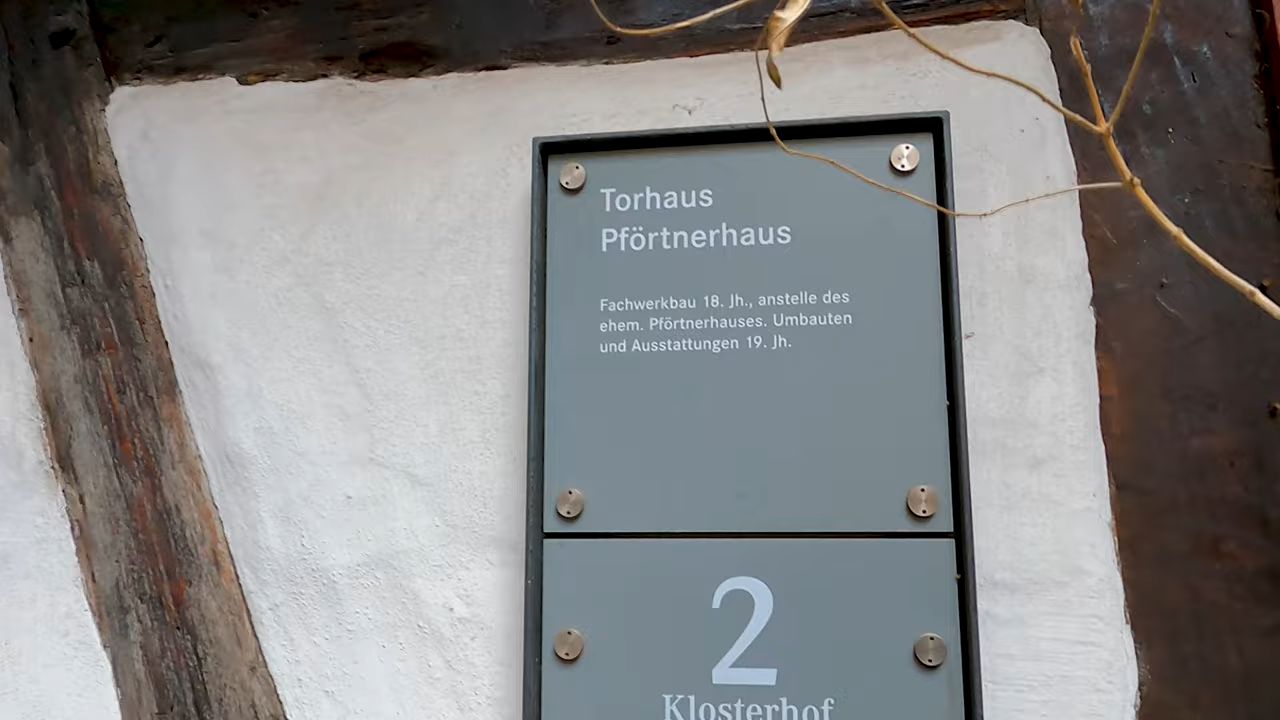 Torhaus
Pförtnerhaus
Fachwerkbau 18. Jh., anstelle des
ehem. Pförtnerhauses. Umbauten
und Ausstattungen 19. Jh.
2
Klosterhof